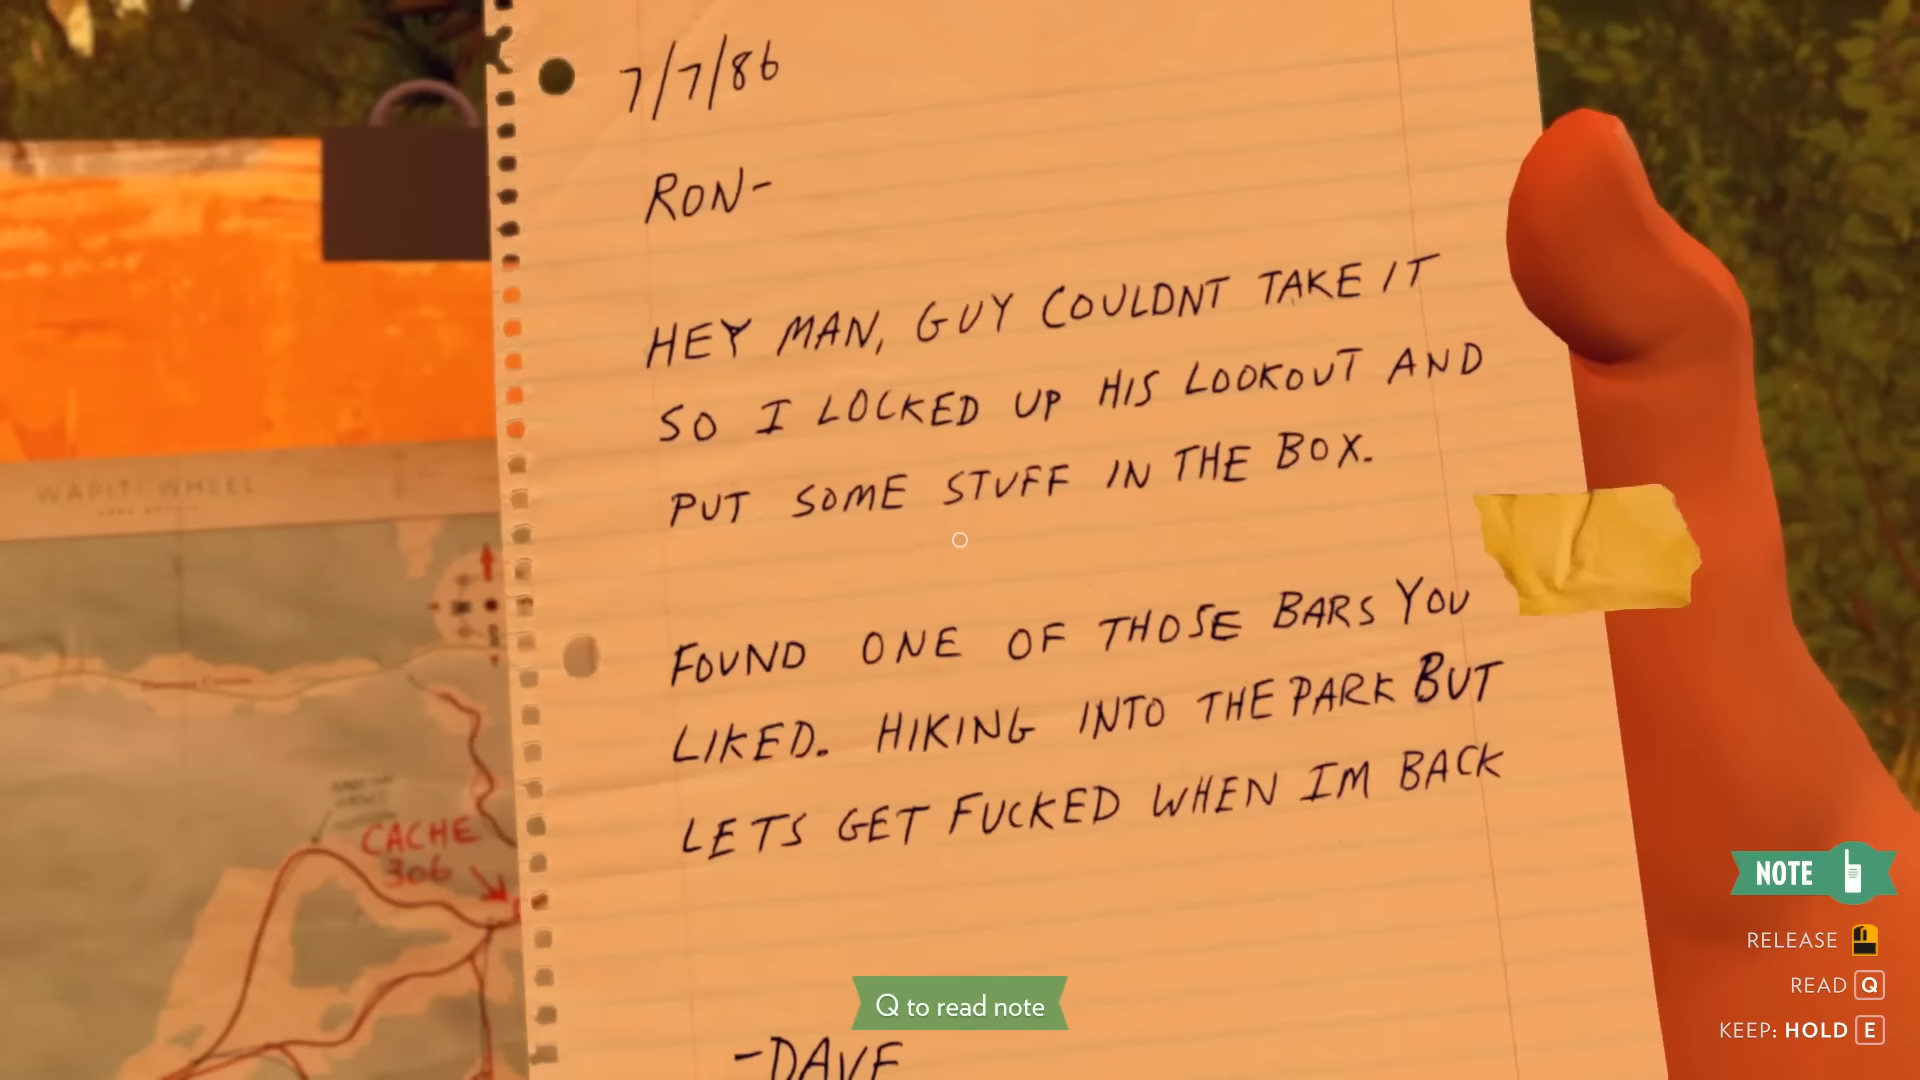 7/7/86
RON-
HEY MAN, GUY COULDNT TAKE IT
SO I LOCKED UP HIS LOOKOUT AND
PUT SOME STUFF IN THE BOX.
FOUND ONE OF THOSE BARS YOU
LIKED. HIKING INTO THE PARK BUT
LETS GET FUCKED WHEN IM BACK
-DAVE
WAPITI WHEEL
CACHE
306
Q to read note
NOTE
RELEASE
READ Q
KEEP: HOLD E